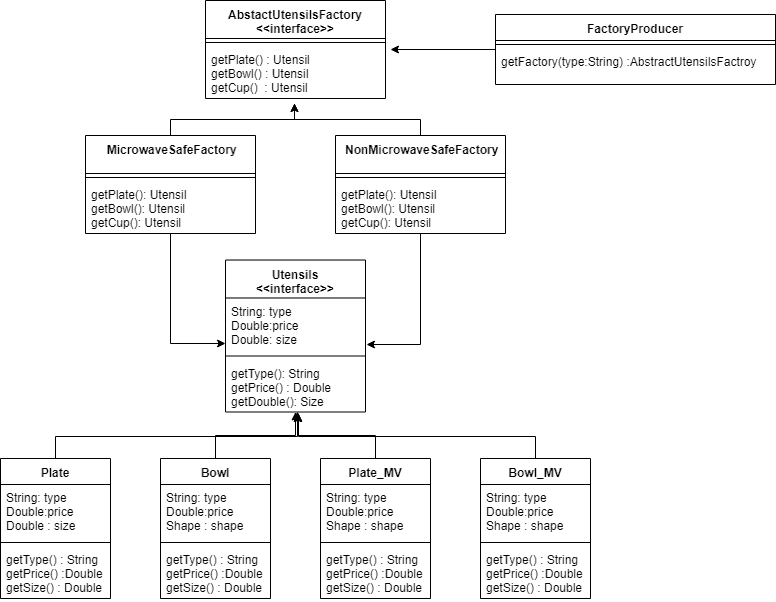 AbstactUtensilsFactory
<<interface>>
getPlate() : Utensil
getBowl() : Utensil
getCup() : Utensil
FactoryProducer
getFactory(type:String) :AbstractUtensilsFactroy
MicrowaveSafeFactory
getPlate(): Utensil
getBowl(): Utensil
getCup(): Utensil
NonMicrowaveSafeFactory
getPlate(): Utensil
getBowl(): Utensil
getCup(): Utensil
Utensils
<<interface>>
String: type
Double:price
Double: size
getType(): String
getPrice() : Double
getDouble(): Size
Plate
String: type
Double:price
Double : size
getType() : String
getPrice() :Double
getSize() : Double
Bowl
String: type
Double:price
Shape : shape
getType() : String
getPrice() :Double
getSize() : Double
Plate_MV
String: type
Double:price
Shape : shape
getType() : String
getPrice() :Double
getSize() : Double
Bowl_MV
String: type
Double:price
Shape : shape
getType() : String
getPrice() :Double
getSize() : Double